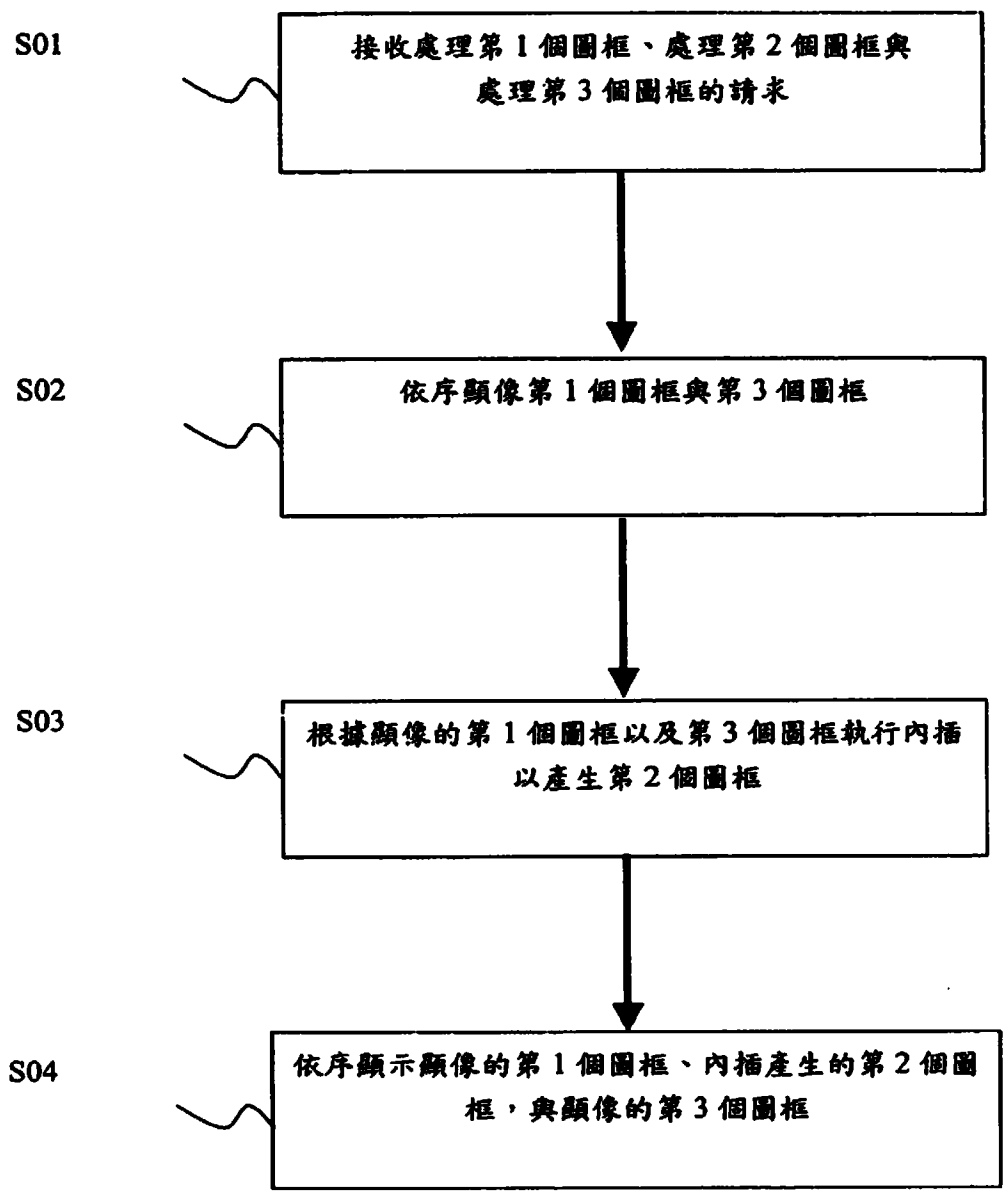 S01
接收處理第1個圖框、處理第2個圖框與
處理第3個圖框的請求
S02
依序顯像第1個圖框與第3個圖框
S03
根據顯像的第1個圖框以及第3個圖框執行內插
以產生第2個圖框
S04
依序顯示顯像的第1個圖框、內插產生的第2個圖
框，與顯像的第3個圖框